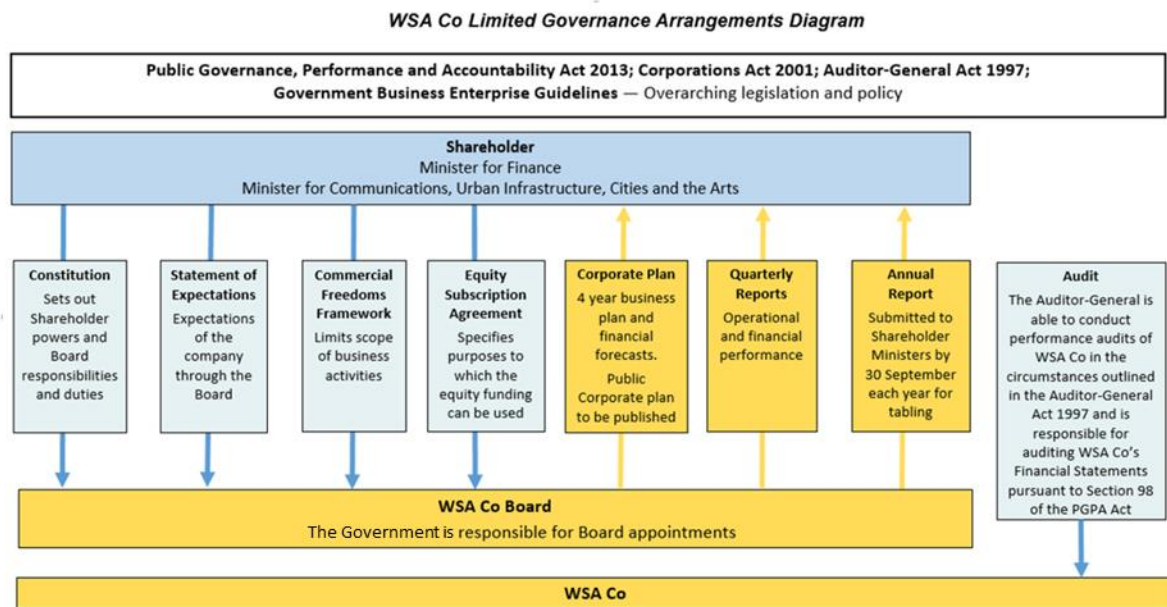 WSA Co Limited Governance Arrangements Diagram
Public Governance, Performance and Accountability Act 2013; Corporations Act 2001; Auditor-General Act 1997;
Government Business Enterprise Guidelines — Overarching legislation and policy
Shareholder
Minister for Finance
Minister for Communications, Urban Infrastructure, Cities and the Arts
Constitution
Sets out
Shareholder
powers and
Board
responsibilities
and duties
Statement of
Expectations
Expectations
of the
company
through the
Board
Commercial
Freedoms
Framework
Limits scope
of business
activities
Equity
Subscription
Agreement
Specifies
purposes to
which the
equity funding
can be used
Corporate Plan
4 year business
plan and
financial
forecasts.
Public
Corporate plan
to be published
Quarterly
Reports
Operational
and financial
performance
Annual
Report
Submitted to
Shareholder
Ministers by
30 September
each year for
tabling
Audit
The Auditor-General is
able to conduct
performance audits of
WSA Co in the
circumstances outlined
in the Auditor-General
Act 1997 and is
responsible for
auditing WSA Co's
Financial Statements
pursuant to Section 98
of the PGPA Act
WSA Co Board
The Government is responsible for Board appointments
WSA Co